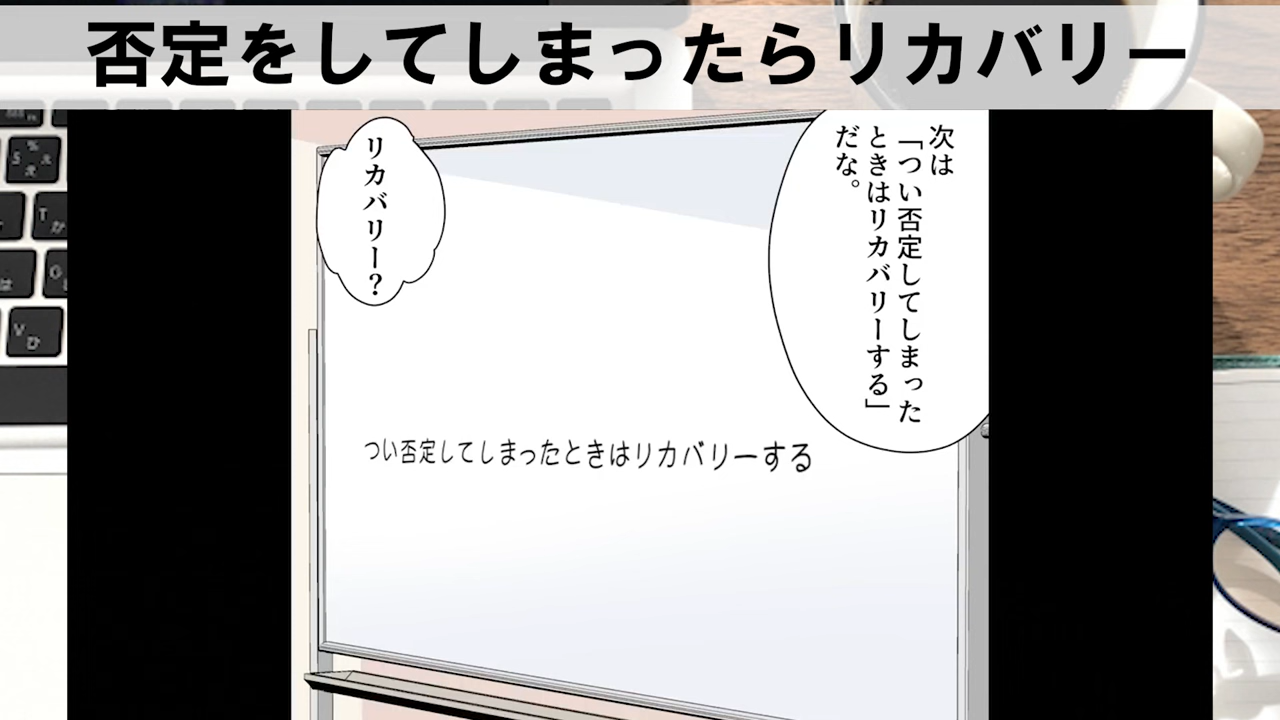 否定をしてしまったらリカバリー
次は
「つい否定してしまった
ときはリカバリーする」
だな。
リカバリー？
つい否定してしまったときはリカバリーする